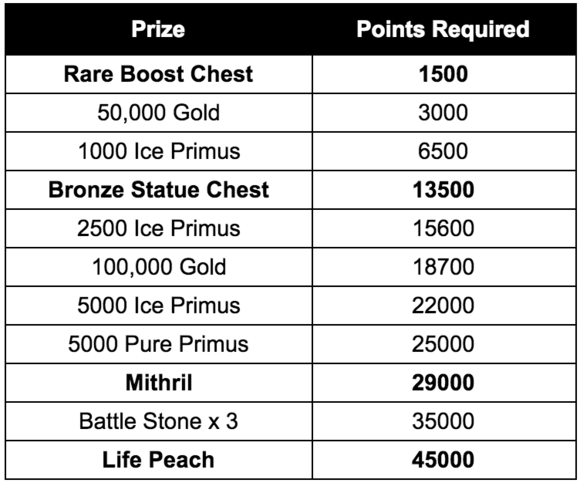 Prize Points Required
Rare Boost Chest 1500
50,000 Gold 3000
1000 Ice Primus 6500
Bronze Statue Chest 13500
2500 Ice Primus 15600
100,000 Gold 18700
5000 Ice Primus 22000
5000 Pure Primus 25000
Mithril 29000
Battle Stone x 3 35000
Life Peach 45000